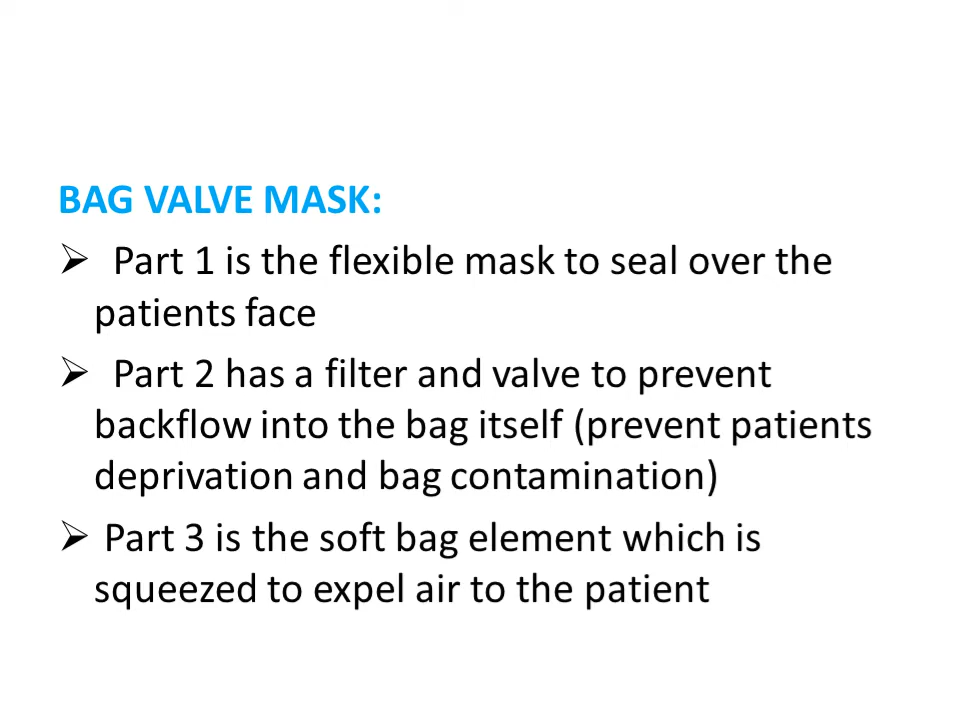 BAG VALVE MASK:
➢ Part 1 is the flexible mask to seal over the
patients face
➢ Part 2 has a filter and valve to prevent
backflow into the bag itself (prevent patients
deprivation and bag contamination)
➢ Part 3 is the soft bag element which is
squeezed to expel air to the patient